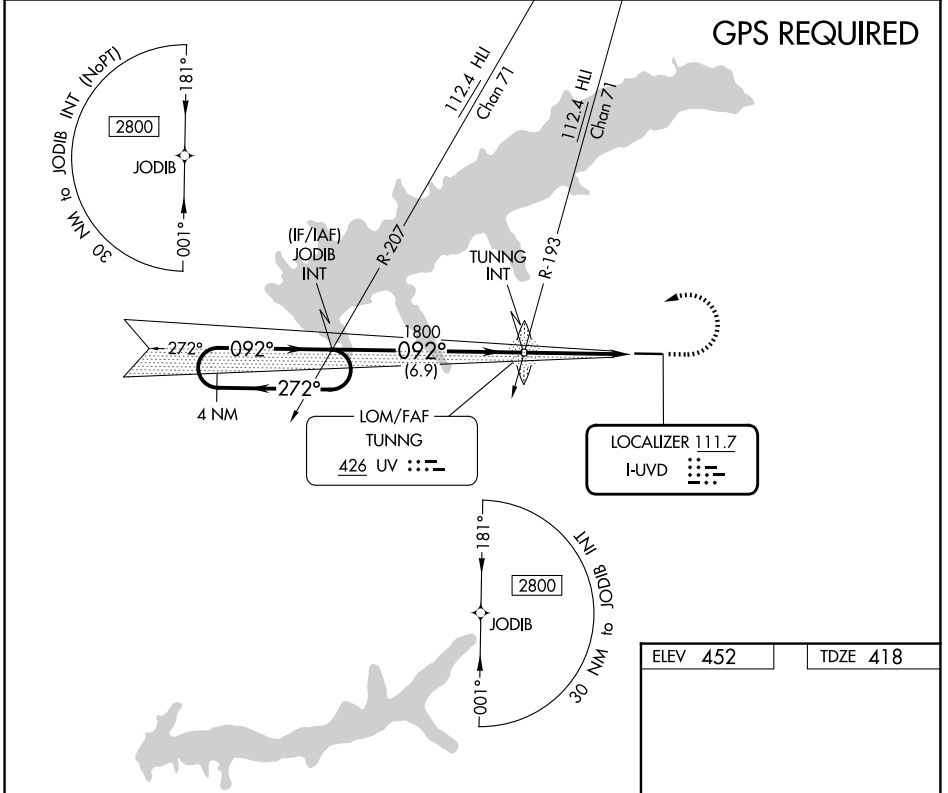 GPS REQUIRED
30 NM to JODIB INT (NoPT)
181°
2800
JODIB
001°
112.4 HLI
Chan 71
112.4 HLI
Chan 71
R-207
R-193
(IF/IAF)
JODIB
INT
TUNNG
INT
1800
272°
092°
092°
(6.9)
272°
4 NM
LOM/FAF
TUNNG
426 UV
LOCALIZER 111.7
I-UVD
181°
2800
JODIB
001°
30 NM to JODIB INT
ELEV 452
TDZE 418